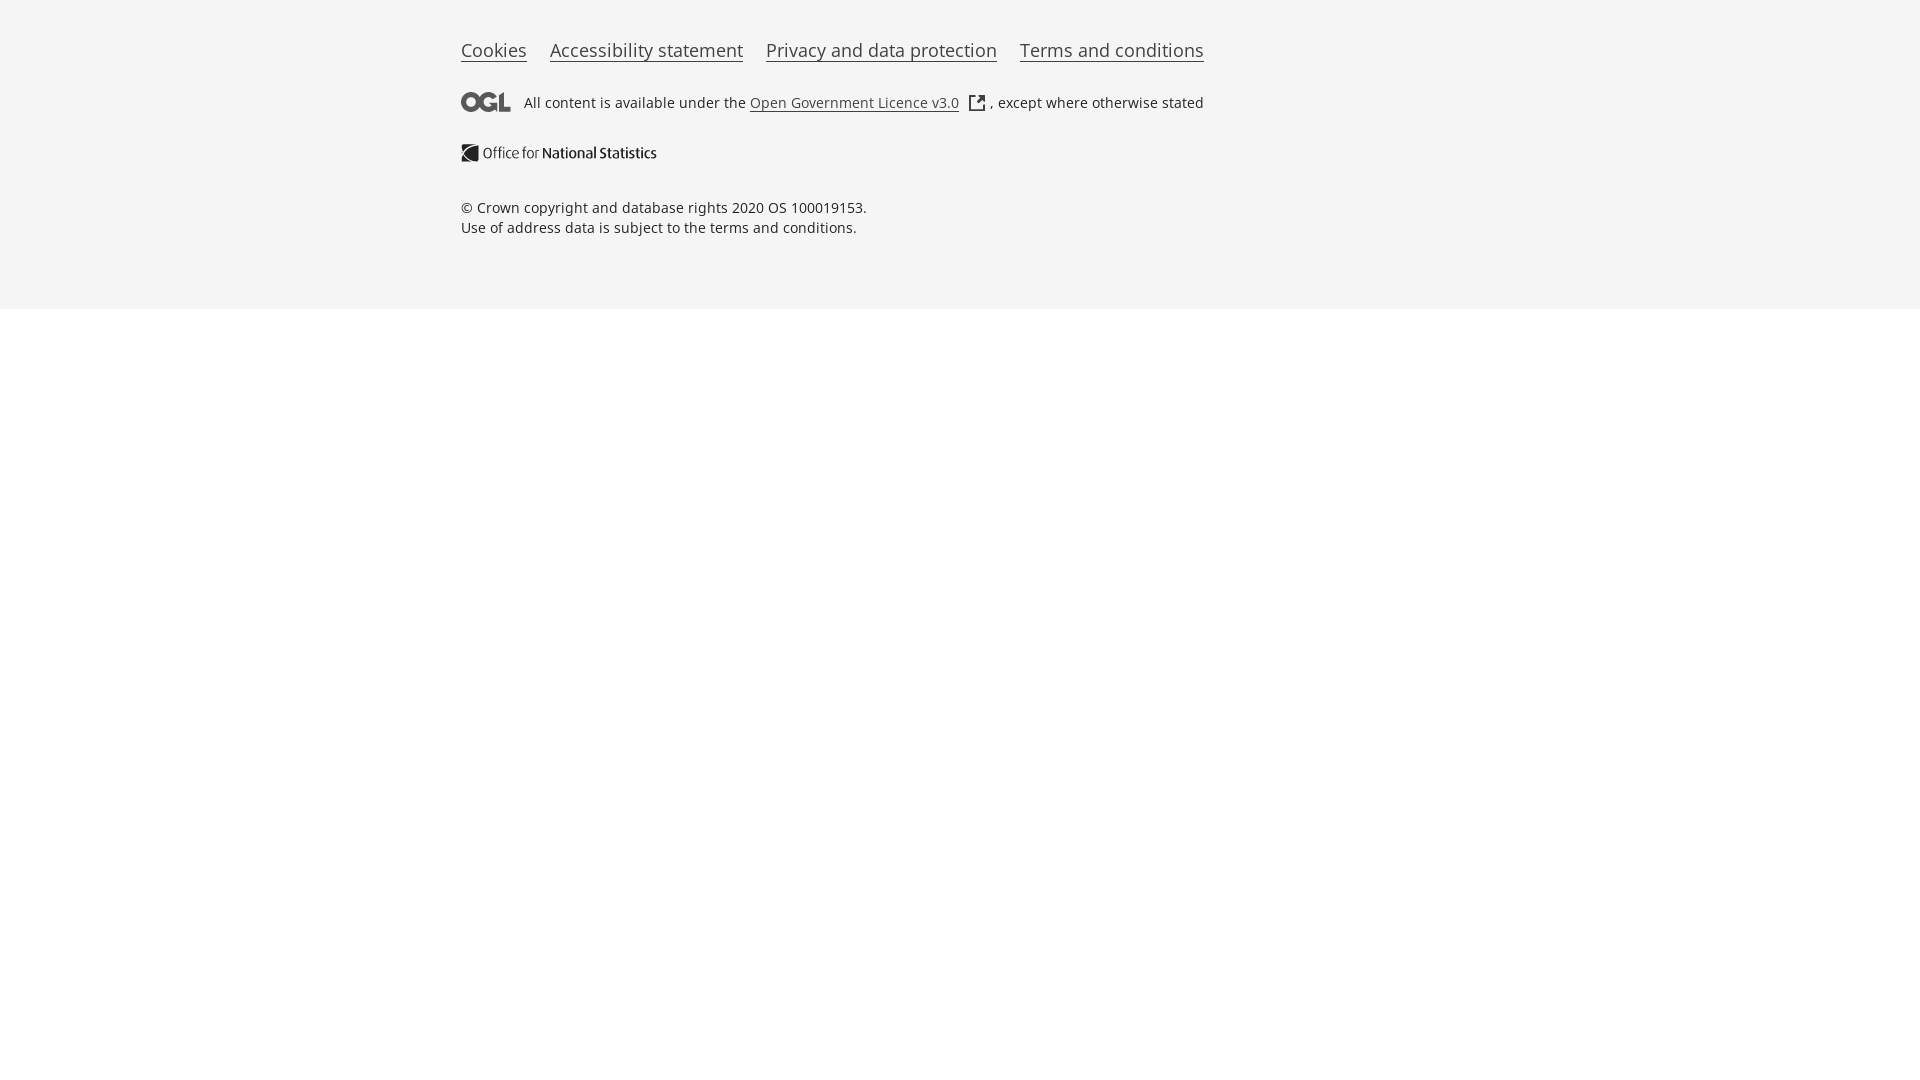 Cookies Accessibility statement Privacy and data protection Terms and conditions
OGL All content is available under the Open Government Licence v3.0 , except where otherwise stated
Office for National Statistics
© Crown copyright and database rights 2020 OS 100019153.
Use of address data is subject to the terms and conditions.